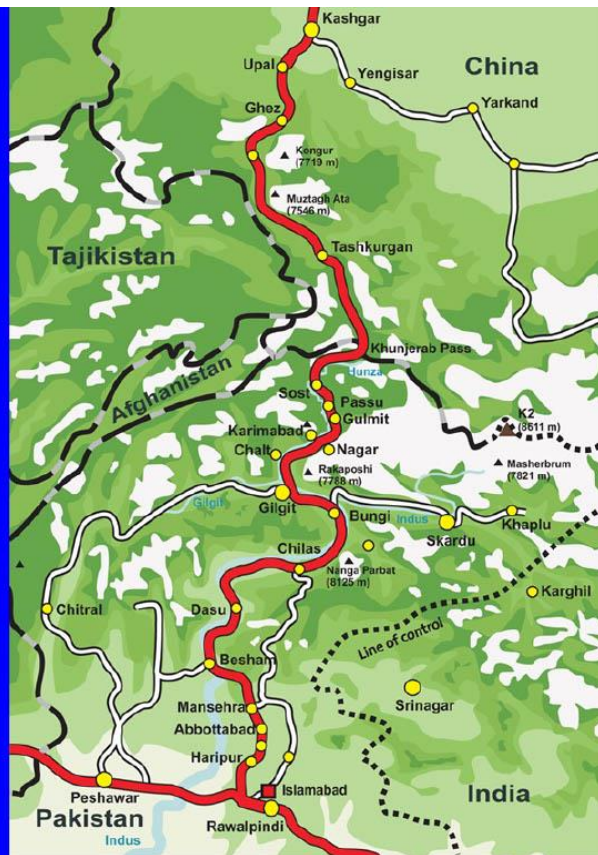 Kashgar
China
Upal
Yengisar
Yarkand
Ghez
Kongur
(7719 m)
Muztagh Ata
(7546 m)
Tajikistan
Tashkurgan
Khunjerab Pass
Hunza
Afghanistan
Sost
Passu
Gulmit
K2
(8611 m)
Karimabad
Chalt
Nagar
Rakaposhi
(7788 m)
Masherbrum
(7821 m)
Gilgit
Gilgit
Bungi
Indus
Khaplu
Skardu
Chilas
Nanga Parbat
(8125 m)
Karghil
Chitral
Dasu
Line of control
Besham
Srinagar
Mansehra
Abbottabad
Haripur
Islamabad
Peshawar
India
Pakistan
Rawalpindi
Indus